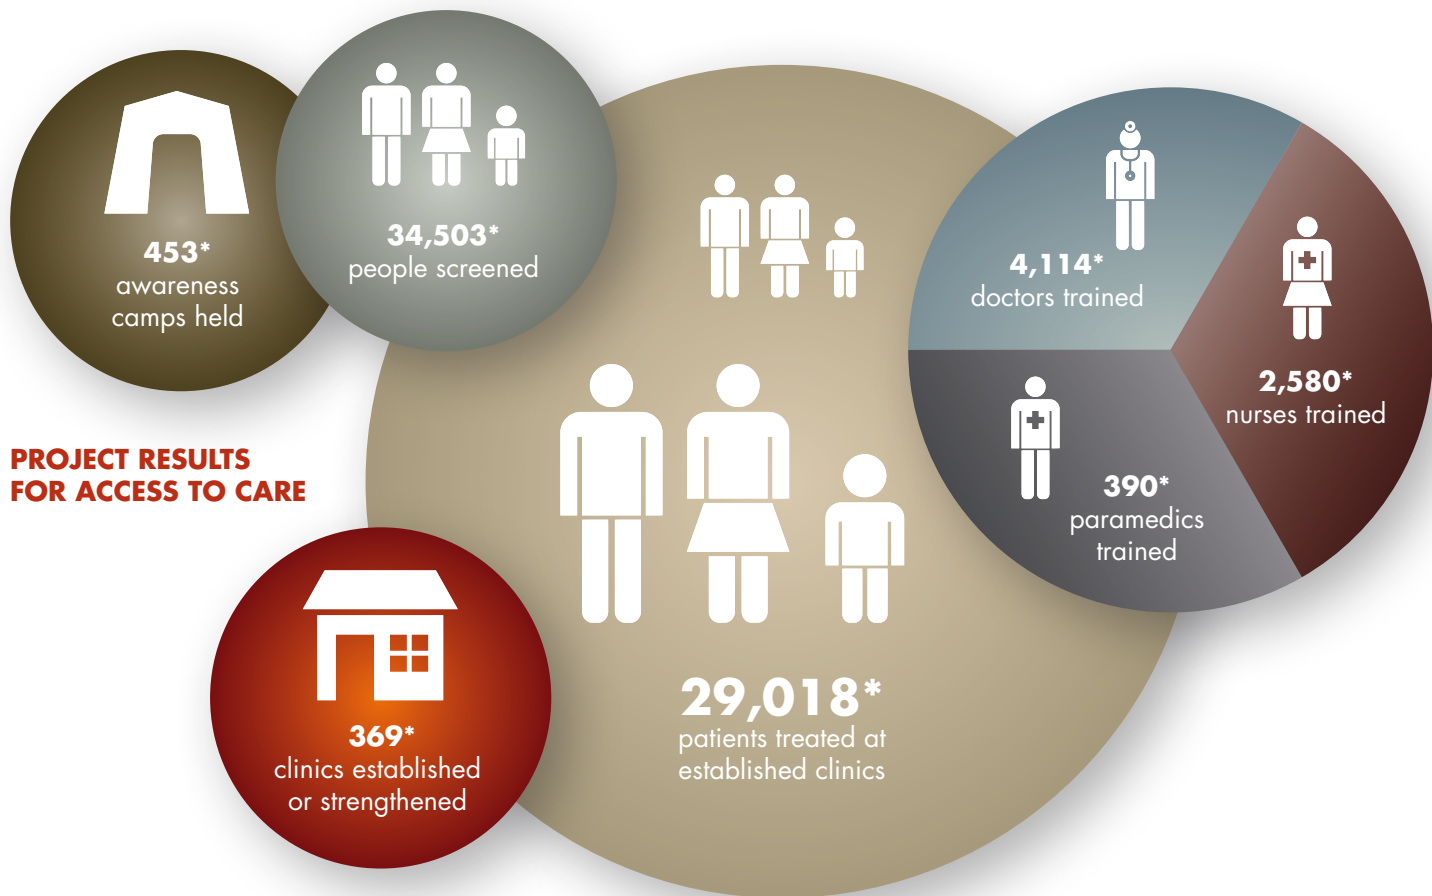 453*
awareness
camps held
34,503*
people screened
4,114*
doctors trained
2,580*
nurses trained
390*
paramedics
trained
PROJECT RESULTS
FOR ACCESS TO CARE
369*
clinics established
or strengthened
29,018*
patients treated at
established clinics